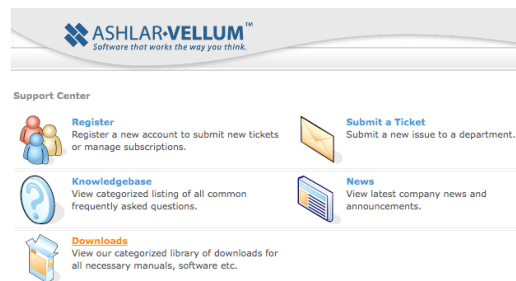 ASHLAR·VELLUM™
Software that works the way you think.
Support Center
Register
Register a new account to submit new tickets
or manage subscriptions.
Submit a Ticket
Submit a new issue to a department.
Knowledgebase
View categorized listing of all common
frequently asked questions.
News
View latest company news and
announcements.
Downloads
View our categorized library of downloads for
all necessary manuals, software etc.